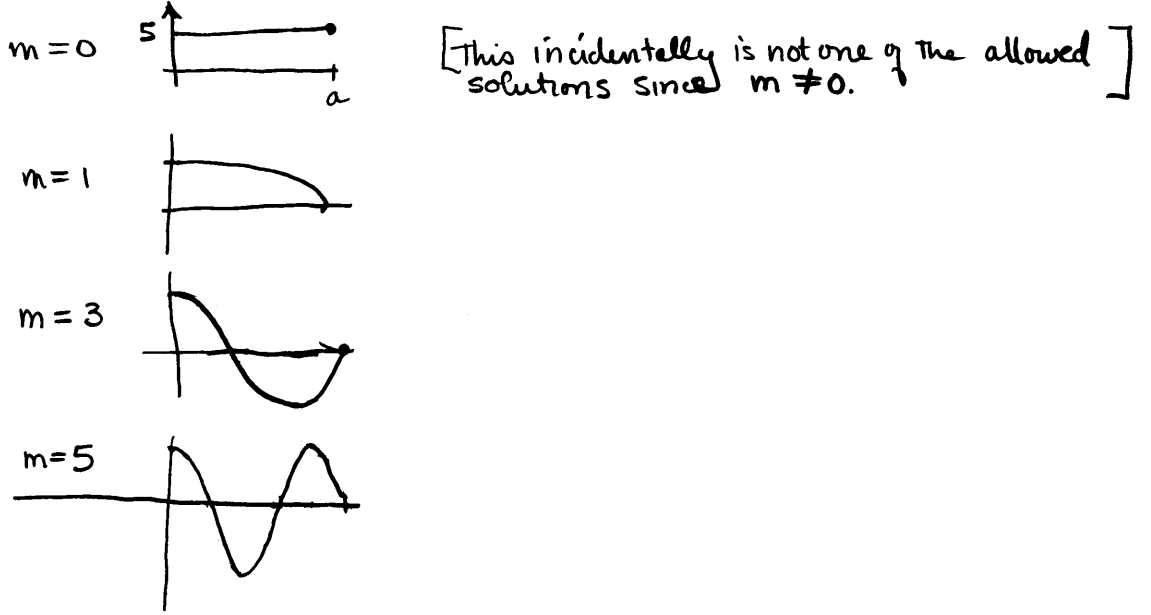 m = 0
5
a
[This incidentally is not one of the allowed
solutions since m ≠ 0.]
m = 1
m = 3
m = 5